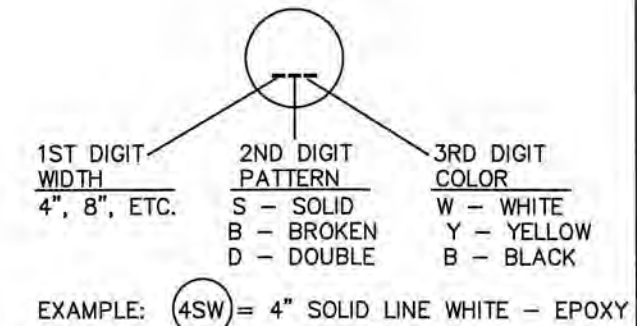 1ST DIGIT 2ND DIGIT 3RD DIGIT
WIDTH PATTERN COLOR
4", 8", ETC. S – SOLID W – WHITE
B – BROKEN Y – YELLOW
D – DOUBLE B – BLACK
EXAMPLE: 4SW = 4" SOLID LINE WHITE – EPOXY